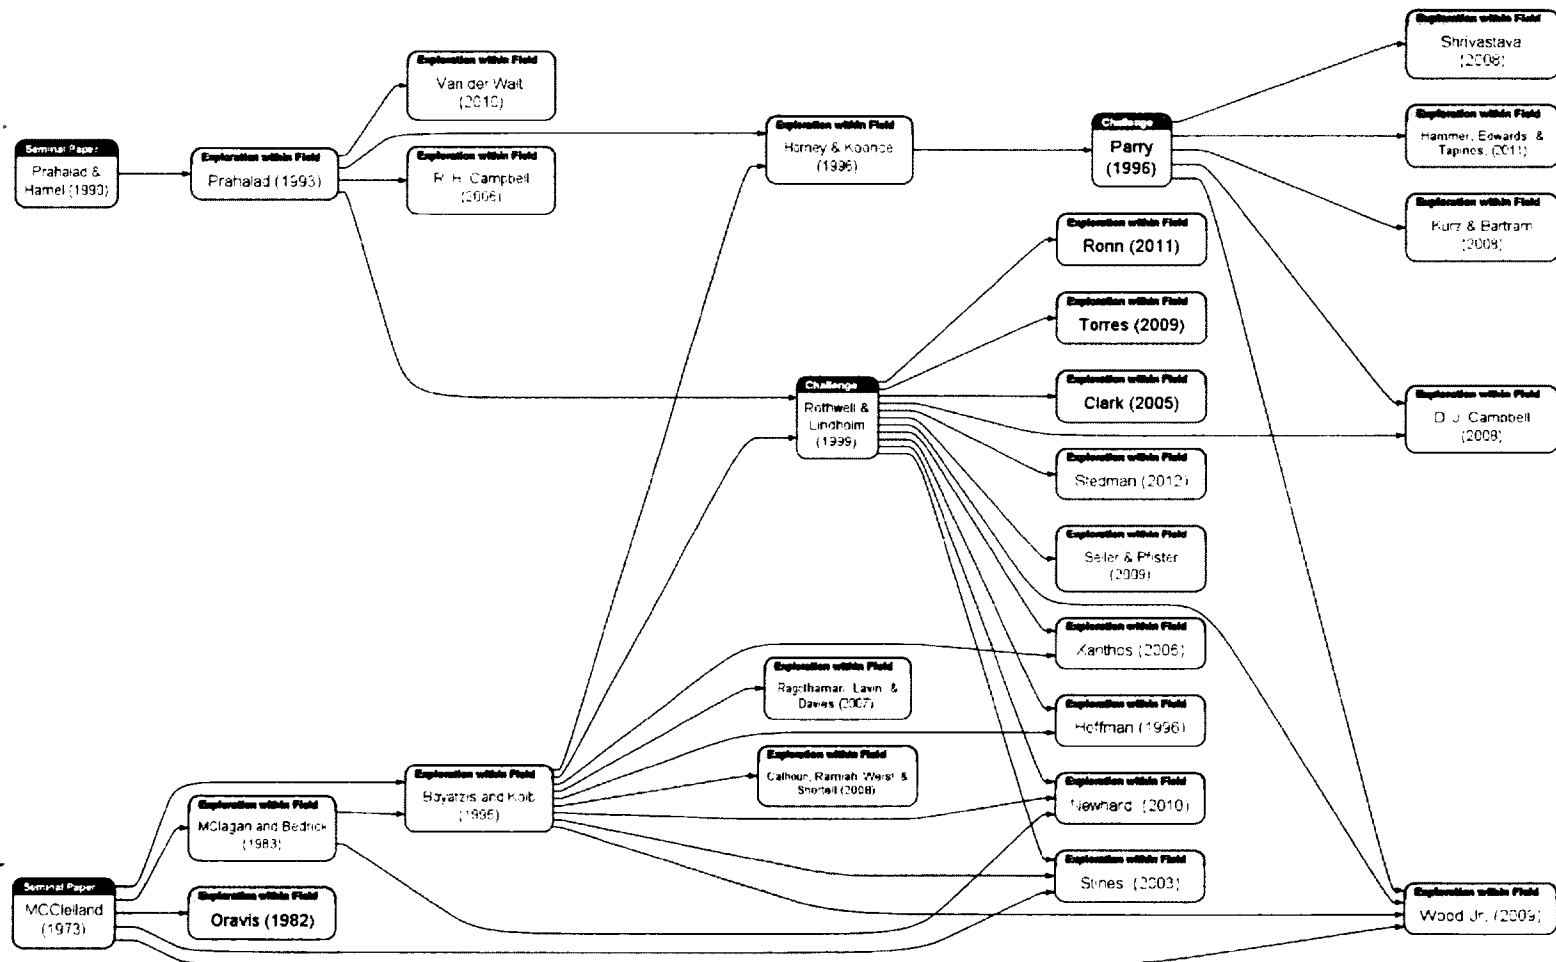 Seminal Paper
Prahalad &
Hamel (1990)
Exploration within Field
Prahalad (1993)
Exploration within Field
Van der Walt
(2010)
Exploration within Field
R. H. Campbell
(2006)
Exploration within Field
Horney & Koonce
(1996)
Challenge
Parry
(1996)
Exploration within Field
Shrivastava
(2008)
Exploration within Field
Hammer, Edwards, &
Tapinos, (2011)
Exploration within Field
Kurz & Bartram
(2008)
Exploration within Field
D. J. Campbell
(2008)
Challenge
Rothwell &
Lindholm
(1999)
Exploration within Field
Ronn (2011)
Exploration within Field
Torres (2009)
Exploration within Field
Clark (2005)
Exploration within Field
Stedman (2012)
Exploration within Field
Seiler & Pfister
(2009)
Exploration within Field
Xanthos (2006)
Exploration within Field
Hoffman (1996)
Exploration within Field
Newhard (2010)
Exploration within Field
Stines (2003)
Exploration within Field
Wood Jr. (2009)
Exploration within Field
Ragothaman, Lavin, &
Davies (2007)
Exploration within Field
Calhoun, Ramiah, Weist &
Shortell (2008)
Exploration within Field
Boyatzis and Kolb
(1995)
Exploration within Field
MClagan and Bedrick
(1983)
Seminal Paper
MCClelland
(1973)
Exploration within Field
Oravis (1982)